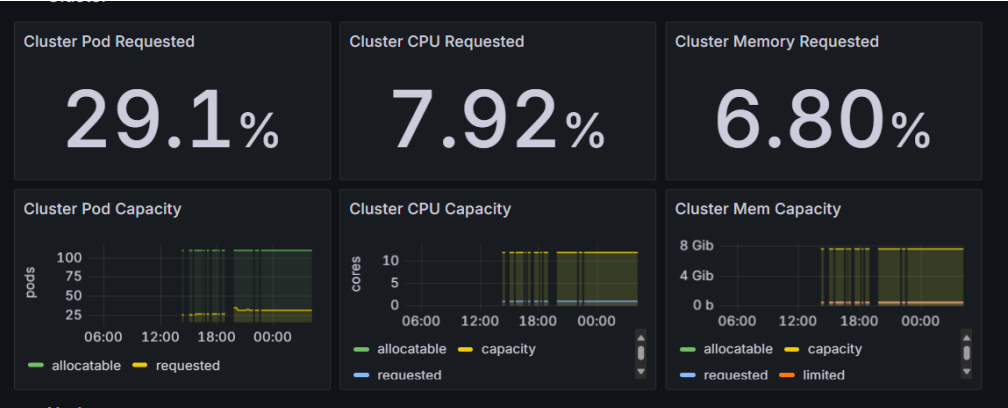 Cluster Pod Requested
29.1%
Cluster CPU Requested
7.92%
Cluster Memory Requested
6.80%
Cluster Pod Capacity
pods
100
75
50
25
06:00 12:00 18:00 00:00
allocatable requested
Cluster CPU Capacity
cores
10
5
0
06:00 12:00 18:00 00:00
allocatable capacity
requested
Cluster Mem Capacity
8 Gib
4 Gib
0 b
06:00 12:00 18:00 00:00
allocatable capacity
requested limited